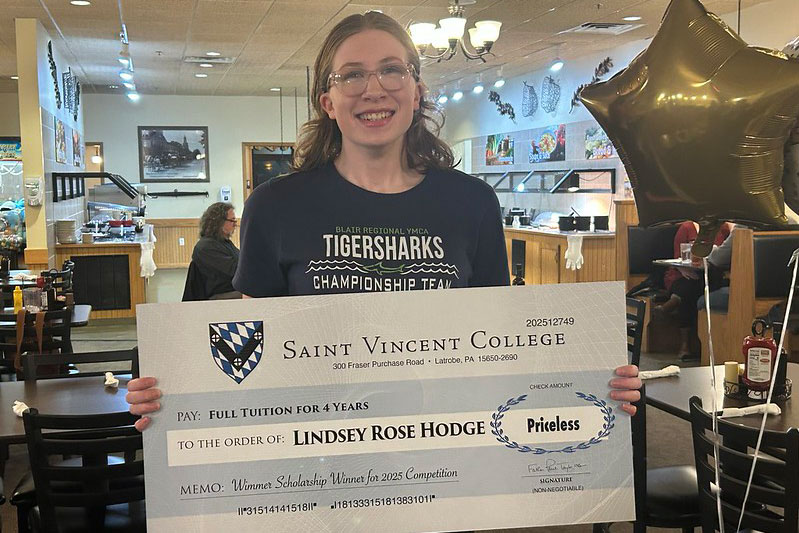 BLAIR REGIONAL YMCA
TIGERSHARKS
CHAMPIONSHIP TEAM
202512749
SAINT VINCENT COLLEGE
300 Fraser Purchase Road • Latrobe, PA 15650-2690
CHECK AMOUNT
PAY: FULL TUITION FOR 4 YEARS
Priceless
TO THE ORDER OF: LINDSEY ROSE HODGE
MEMO: Wimmer Scholarship Winner for 2025 Competition
SIGNATURE
(NON-NEGOTIABLE)
⑈31514141518⑈ ⑆18133315181383101⑈